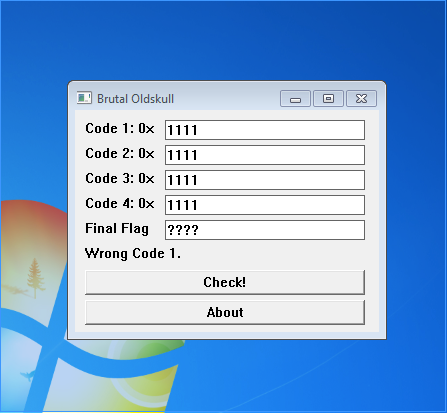 Brutal Oldskull
Code 1: 0x 1111
Code 2: 0x 1111
Code 3: 0x 1111
Code 4: 0x 1111
Final Flag ????
Wrong Code 1.
Check!
About